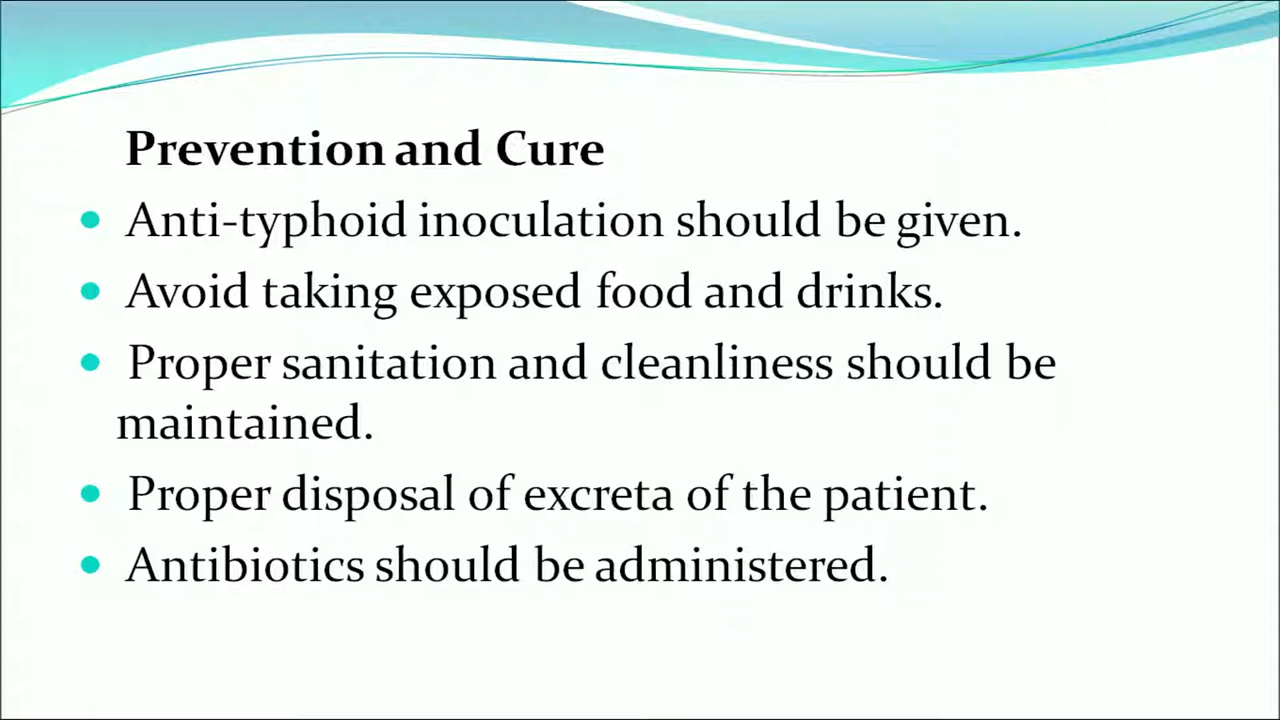 Prevention and Cure
• Anti-typhoid inoculation should be given.
• Avoid taking exposed food and drinks.
• Proper sanitation and cleanliness should be
maintained.
• Proper disposal of excreta of the patient.
• Antibiotics should be administered.